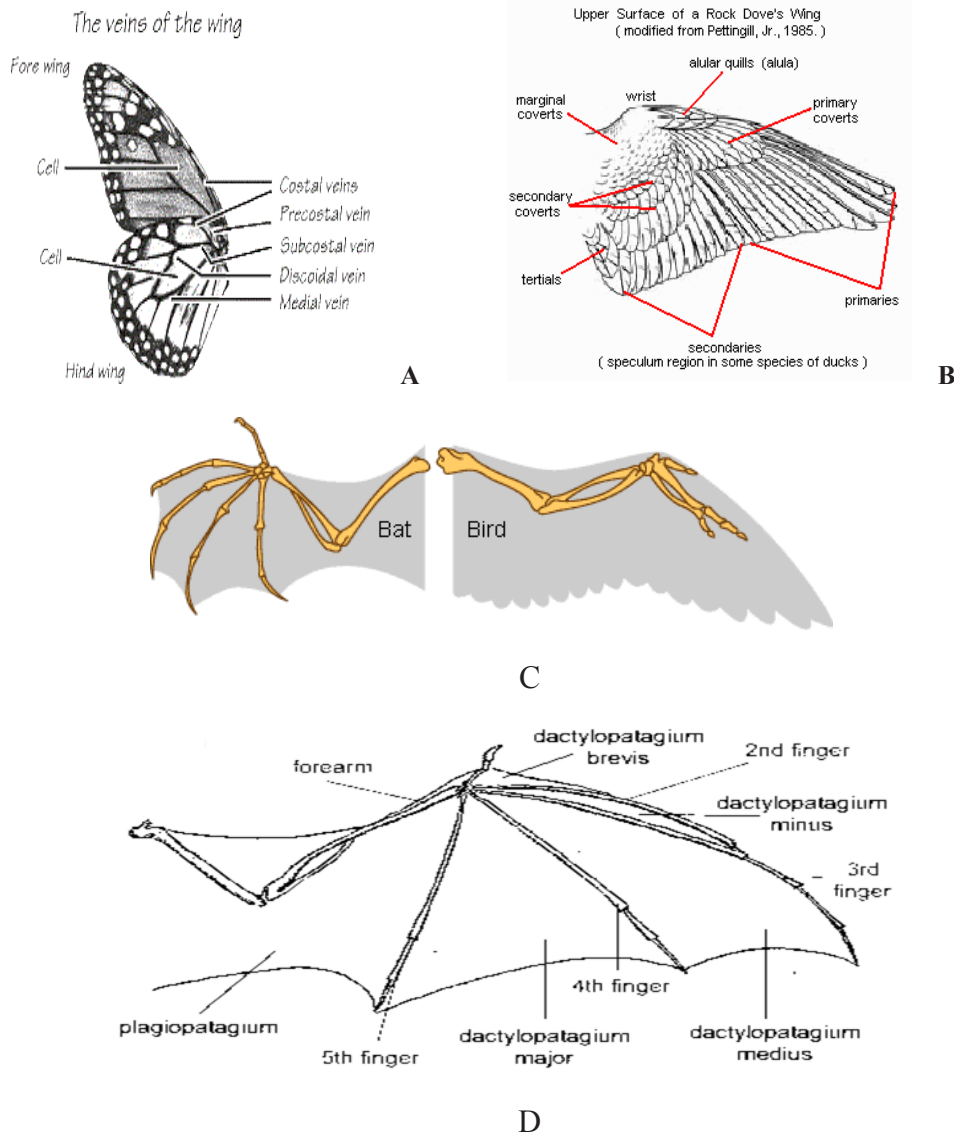 The veins of the wing
Fore wing
Cell
Costal veins
Precostal vein
Subcostal vein
Cell
Discoidal vein
Medial vein
Hind wing
A
Upper Surface of a Rock Dove's Wing
( modified from Pettingill, Jr., 1985. )
alular quills (alula)
wrist
marginal
coverts
primary
coverts
secondary
coverts
tertials
primaries
secondaries
( speculum region in some species of ducks )
B
Bat
Bird
C
dactylopatagium
brevis
2nd finger
forearm
dactylopatagium
minus
3rd
finger
4th finger
plagiopatagium
5th finger
dactylopatagium
major
dactylopatagium
medius
D